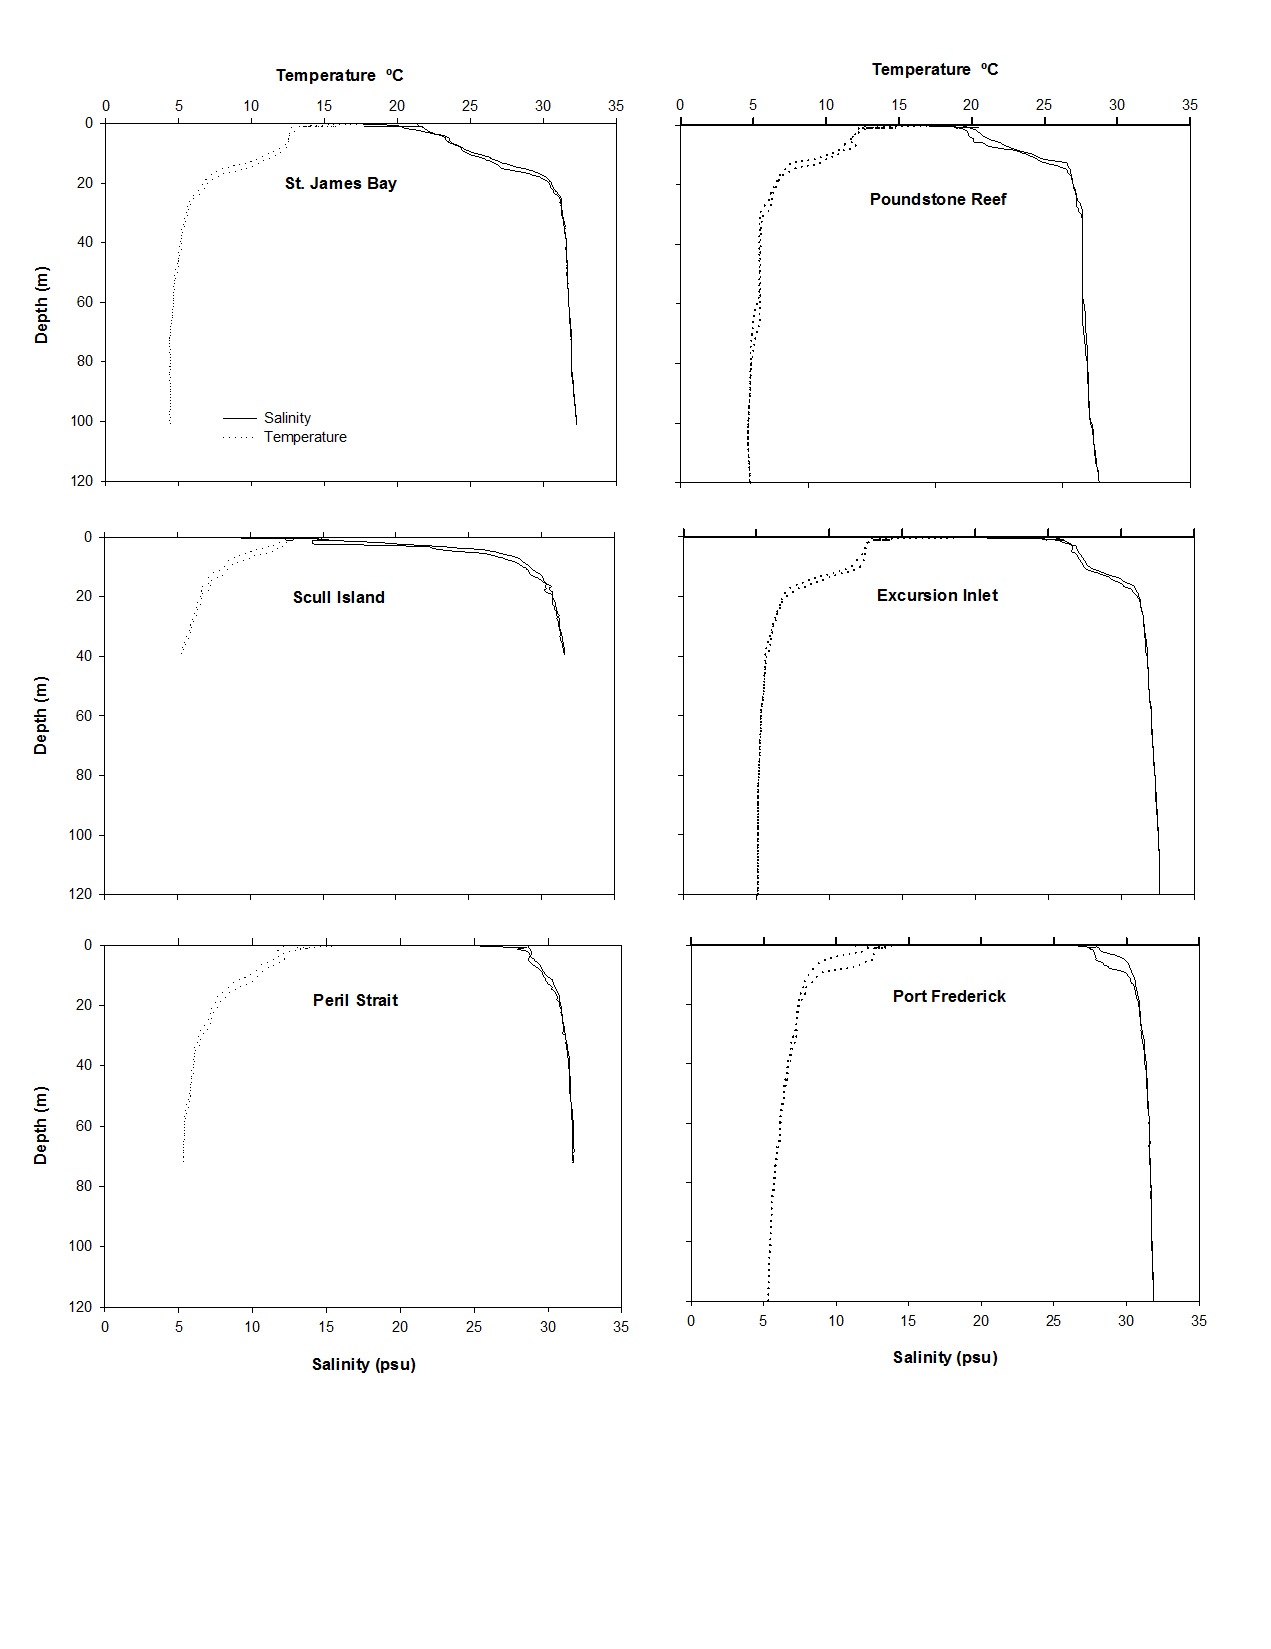 Temperature ºC
0 5 10 15 20 25 30 35
0
20
40
60
80
100
120
Depth (m)
St. James Bay
Salinity
Temperature
Temperature ºC
0 5 10 15 20 25 30 35
Poundstone Reef
0
20
40
60
80
100
120
Depth (m)
Scull Island
Excursion Inlet
0
20
40
60
80
100
120
Depth (m)
Peril Strait
0 5 10 15 20 25 30 35
Salinity (psu)
Port Frederick
0 5 10 15 20 25 30 35
Salinity (psu)